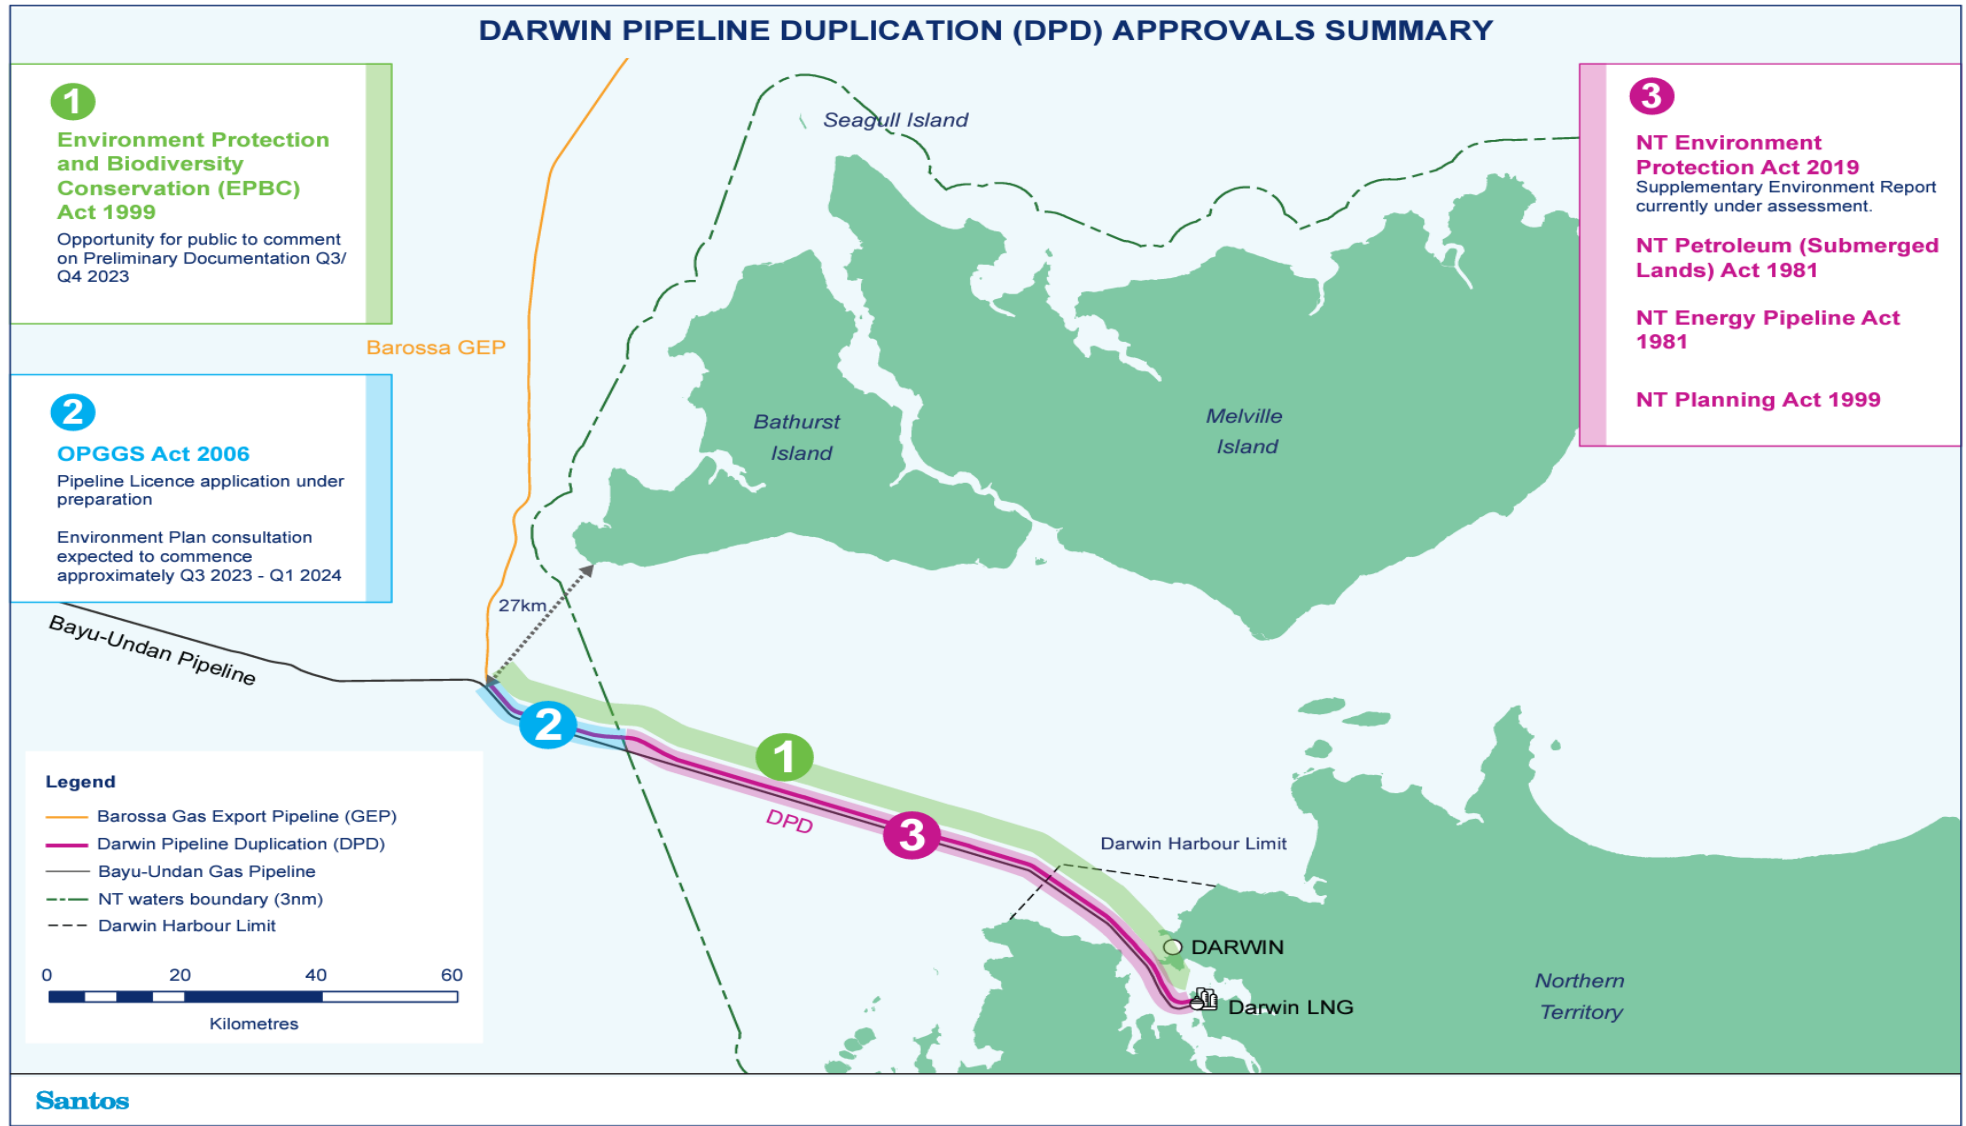 DARWIN PIPELINE DUPLICATION (DPD) APPROVALS SUMMARY
1
Environment Protection
and Biodiversity
Conservation (EPBC)
Act 1999
Opportunity for public to comment
on Preliminary Documentation Q3/
Q4 2023
2
OPGGS Act 2006
Pipeline Licence application under
preparation
Environment Plan consultation
expected to commence
approximately Q3 2023 - Q1 2024
3
NT Environment
Protection Act 2019
Supplementary Environment Report
currently under assessment.
NT Petroleum (Submerged
Lands) Act 1981
NT Energy Pipeline Act
1981
NT Planning Act 1999
Seagull Island
Barossa GEP
Bathurst
Island
Melville
Island
27km
Bayu-Undan Pipeline
2
1
3
DPD
Darwin Harbour Limit
DARWIN
Darwin LNG
Northern
Territory
Legend
Barossa Gas Export Pipeline (GEP)
Darwin Pipeline Duplication (DPD)
Bayu-Undan Gas Pipeline
NT waters boundary (3nm)
Darwin Harbour Limit
0 20 40 60
Kilometres
Santos